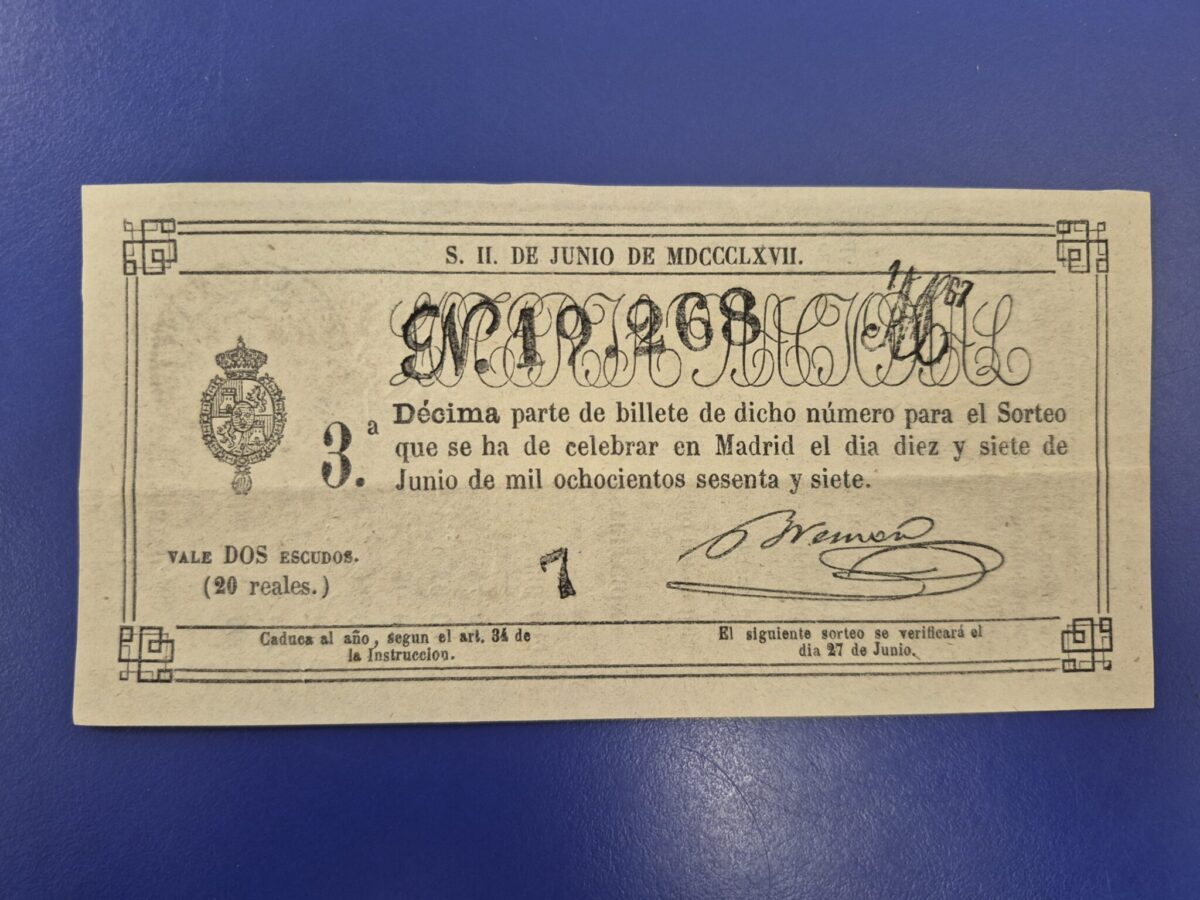 S. II. DE JUNIO DE MDCCCLXVII.
LOTERIA NACIONAL
N. 19.268
67
3.ª
Décima parte de billete de dicho número para el Sorteo
que se ha de celebrar en Madrid el dia diez y siete de
Junio de mil ochocientos sesenta y siete.
VALE DOS ESCUDOS.
(20 reales.)
7
Bremon
Caduca al año, segun el art. 34 de
la Instruccion.
El siguiente sorteo se verificará el
dia 27 de Junio.